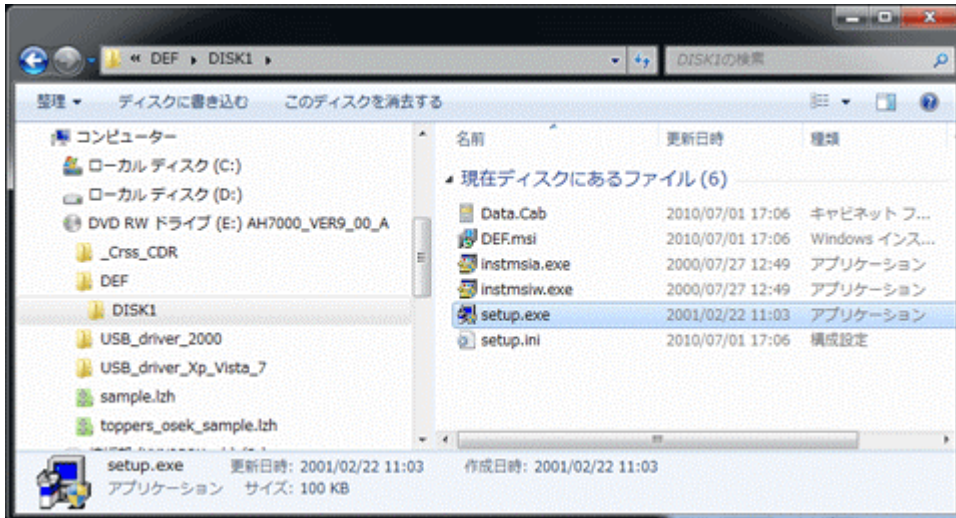 « DEF ▸ DISK1 ▸
DISK1の検索
整理 ▼ ディスクに書き込む このディスクを消去する
コンピューター
ローカル ディスク (C:)
ローカル ディスク (D:)
DVD RW ドライブ (E:) AH7000_VER9_00_A
_Crss_CDR
DEF
DISK1
USB_driver_2000
USB_driver_Xp_Vista_7
sample.lzh
toppers_osek_sample.lzh
名前 更新日時 種類
現在ディスクにあるファイル (6)
Data.Cab 2010/07/01 17:06 キャビネット フ...
DEF.msi 2010/07/01 17:06 Windows インス...
instmsia.exe 2000/07/27 12:49 アプリケーション
instmsiw.exe 2000/07/27 12:49 アプリケーション
setup.exe 2001/02/22 11:03 アプリケーション
setup.ini 2010/07/01 17:06 構成設定
setup.exe 更新日時: 2001/02/22 11:03 作成日時: 2001/02/22 11:03
アプリケーション サイズ: 100 KB